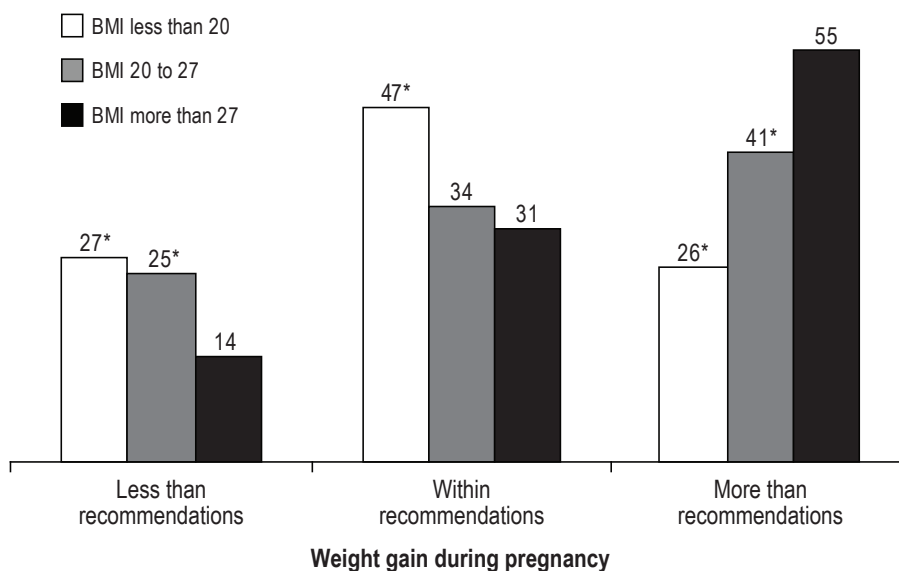 BMI less than 20
BMI 20 to 27
BMI more than 27
27*
25*
14
47*
34
31
26*
41*
55
Less than
recommendations
Within
recommendations
More than
recommendations
Weight gain during pregnancy